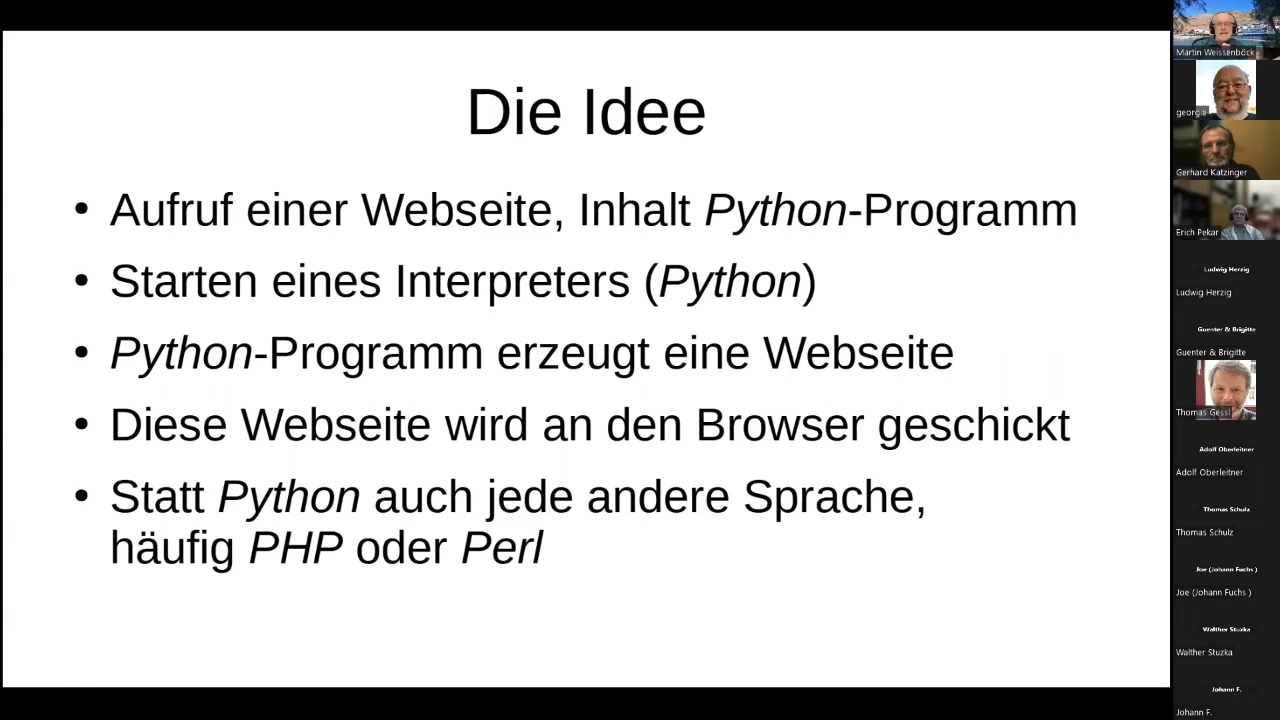 Die Idee
• Aufruf einer Webseite, Inhalt Python-Programm
• Starten eines Interpreters (Python)
• Python-Programm erzeugt eine Webseite
• Diese Webseite wird an den Browser geschickt
• Statt Python auch jede andere Sprache,
häufig PHP oder Perl
Martin Weissenböck
georgie
Gerhard Katzinger
Erich Pekar
Ludwig Herzig
Ludwig Herzig
Guenter & Brigitte
Guenter & Brigitte
Thomas Gessl
Adolf Oberleitner
Adolf Oberleitner
Thomas Schulz
Thomas Schulz
Joe (Johann Fuchs )
Joe (Johann Fuchs )
Walther Stuzka
Walther Stuzka
Johann F.
Johann F.